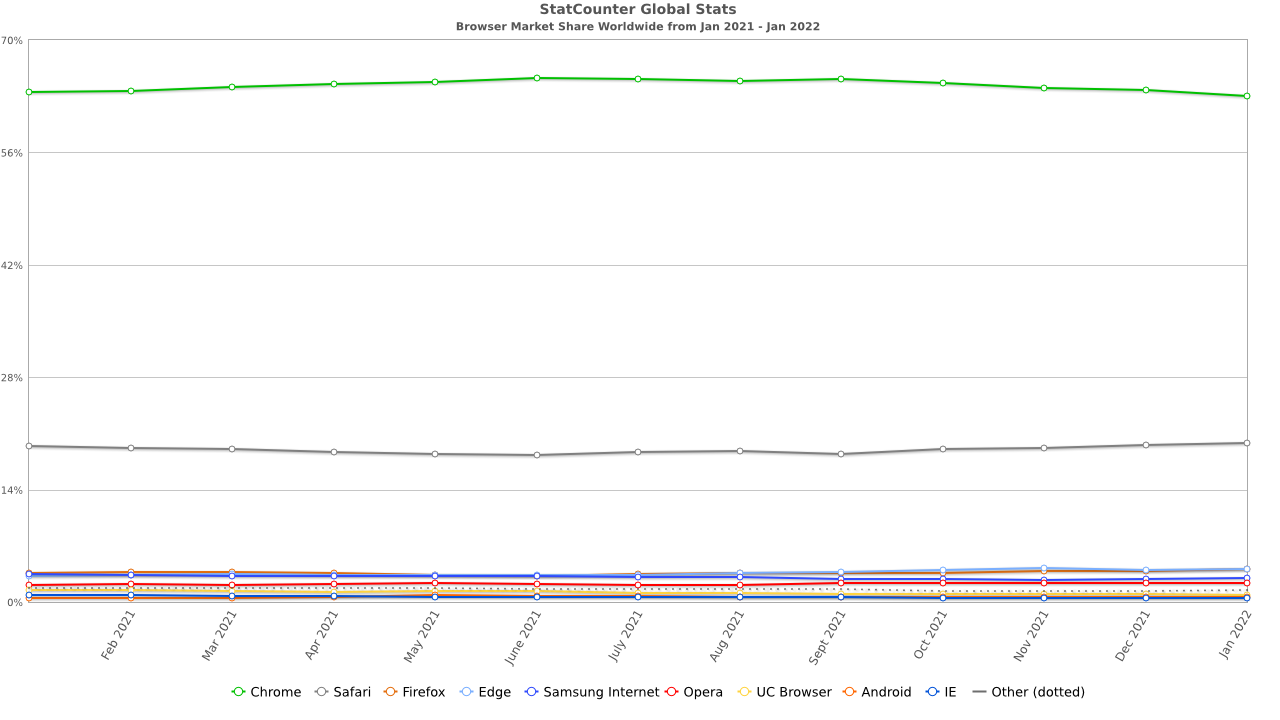 StatCounter Global Stats
Browser Market Share Worldwide from Jan 2021 - Jan 2022
70%
56%
42%
28%
14%
0%
Feb 2021 Mar 2021 Apr 2021 May 2021 June 2021 July 2021 Aug 2021 Sept 2021 Oct 2021 Nov 2021 Dec 2021 Jan 2022
Chrome Safari Firefox Edge Samsung Internet Opera UC Browser Android IE Other (dotted)